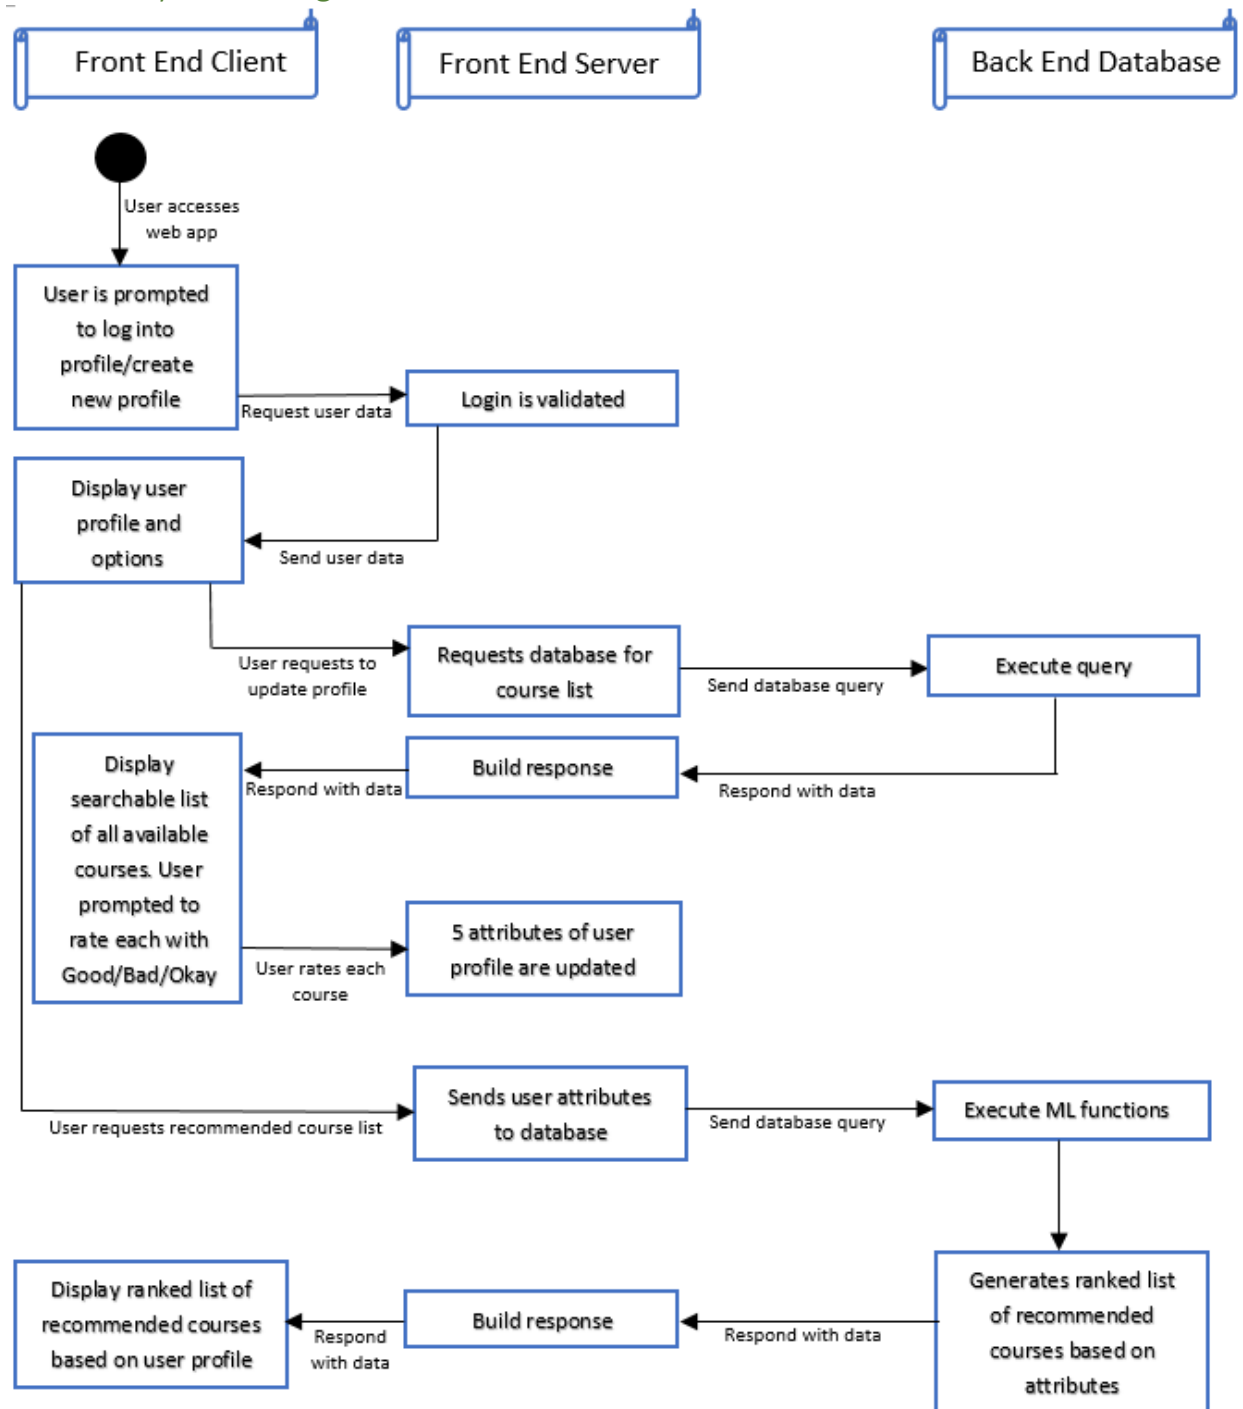 Front End Client
Front End Server
Back End Database
User accesses
web app
User is prompted
to log into
profile/create
new profile
Request user data
Login is validated
Display user
profile and
options
Send user data
User requests to
update profile
Requests database for
course list
Send database query
Execute query
Display
searchable list
of all available
courses. User
prompted to
rate each with
Good/Bad/Okay
Respond with data
Build response
Respond with data
User rates each
course
5 attributes of user
profile are updated
User requests recommended course list
Sends user attributes
to database
Send database query
Execute ML functions
Display ranked list of
recommended courses
based on user profile
Respond
with data
Build response
Respond with data
Generates ranked list
of recommended
courses based on
attributes